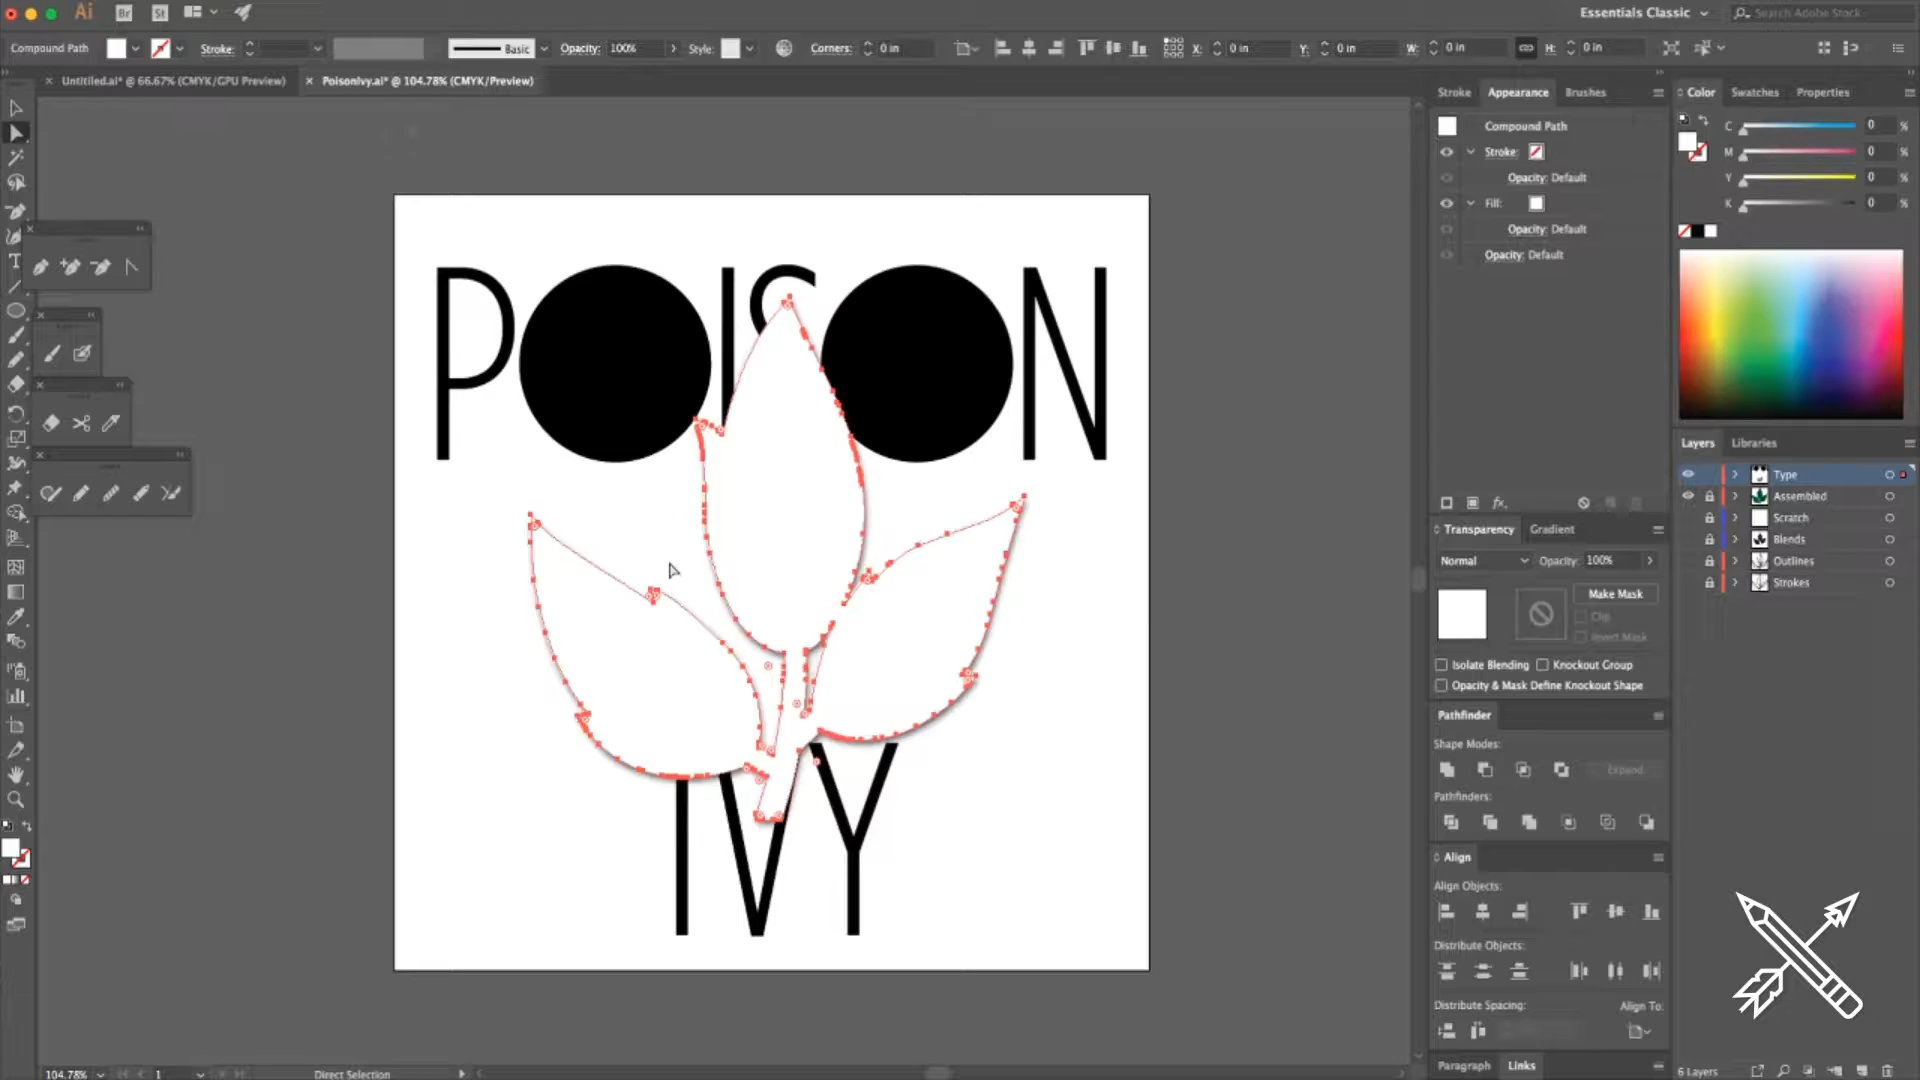 Ai Br St Essentials Classic Search Adobe Stock
Compound Path Stroke: Basic Opacity: 100% Style: Corners: 0 in X: 0 in Y: 0 in W: 0 in H: 0 in
Untitled.ai* @ 66.67% (CMYK/GPU Preview) PoisonIvy.ai* @ 104.78% (CMYK/Preview)
POISON
IVY
Stroke Appearance Brushes
Compound Path
Stroke:
Opacity: Default
Fill:
Opacity: Default
Opacity: Default
fx
Transparency Gradient
Normal Opacity: 100%
Make Mask
Clip
Invert Mask
Isolate Blending Knockout Group
Opacity & Mask Define Knockout Shape
Pathfinder
Shape Modes:
Expand
Pathfinders:
Align
Align Objects:
Distribute Objects:
Distribute Spacing: Align To:
Paragraph Links
Color Swatches Properties
C 0 %
M 0 %
Y 0 %
K 0 %
Layers Libraries
Type
Assembled
Scratch
Blends
Outlines
Strokes
6 Layers
104.78% 1 Direct Selection